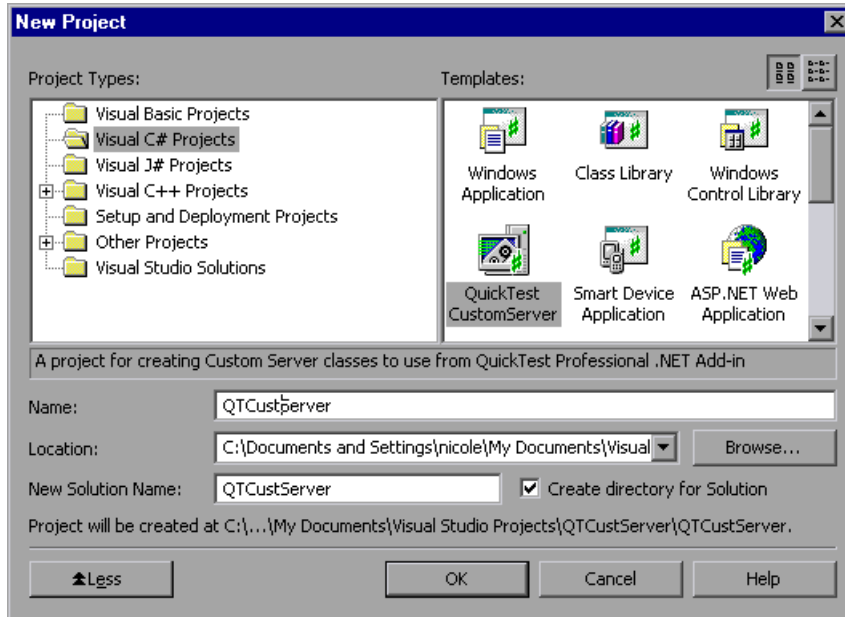 New Project
Project Types:
Templates:
Visual Basic Projects
Visual C# Projects
Visual J# Projects
Visual C++ Projects
Setup and Deployment Projects
Other Projects
Visual Studio Solutions
Windows Application
Class Library
Windows Control Library
QuickTest CustomServer
Smart Device Application
ASP.NET Web Application
A project for creating Custom Server classes to use from QuickTest Professional .NET Add-in
Name:
QTCustServer
Location:
C:\Documents and Settings\nicole\My Documents\Visual
Browse...
New Solution Name:
QTCustServer
Create directory for Solution
Project will be created at C:\...\My Documents\Visual Studio Projects\QTCustServer\QTCustServer.
Less
OK
Cancel
Help